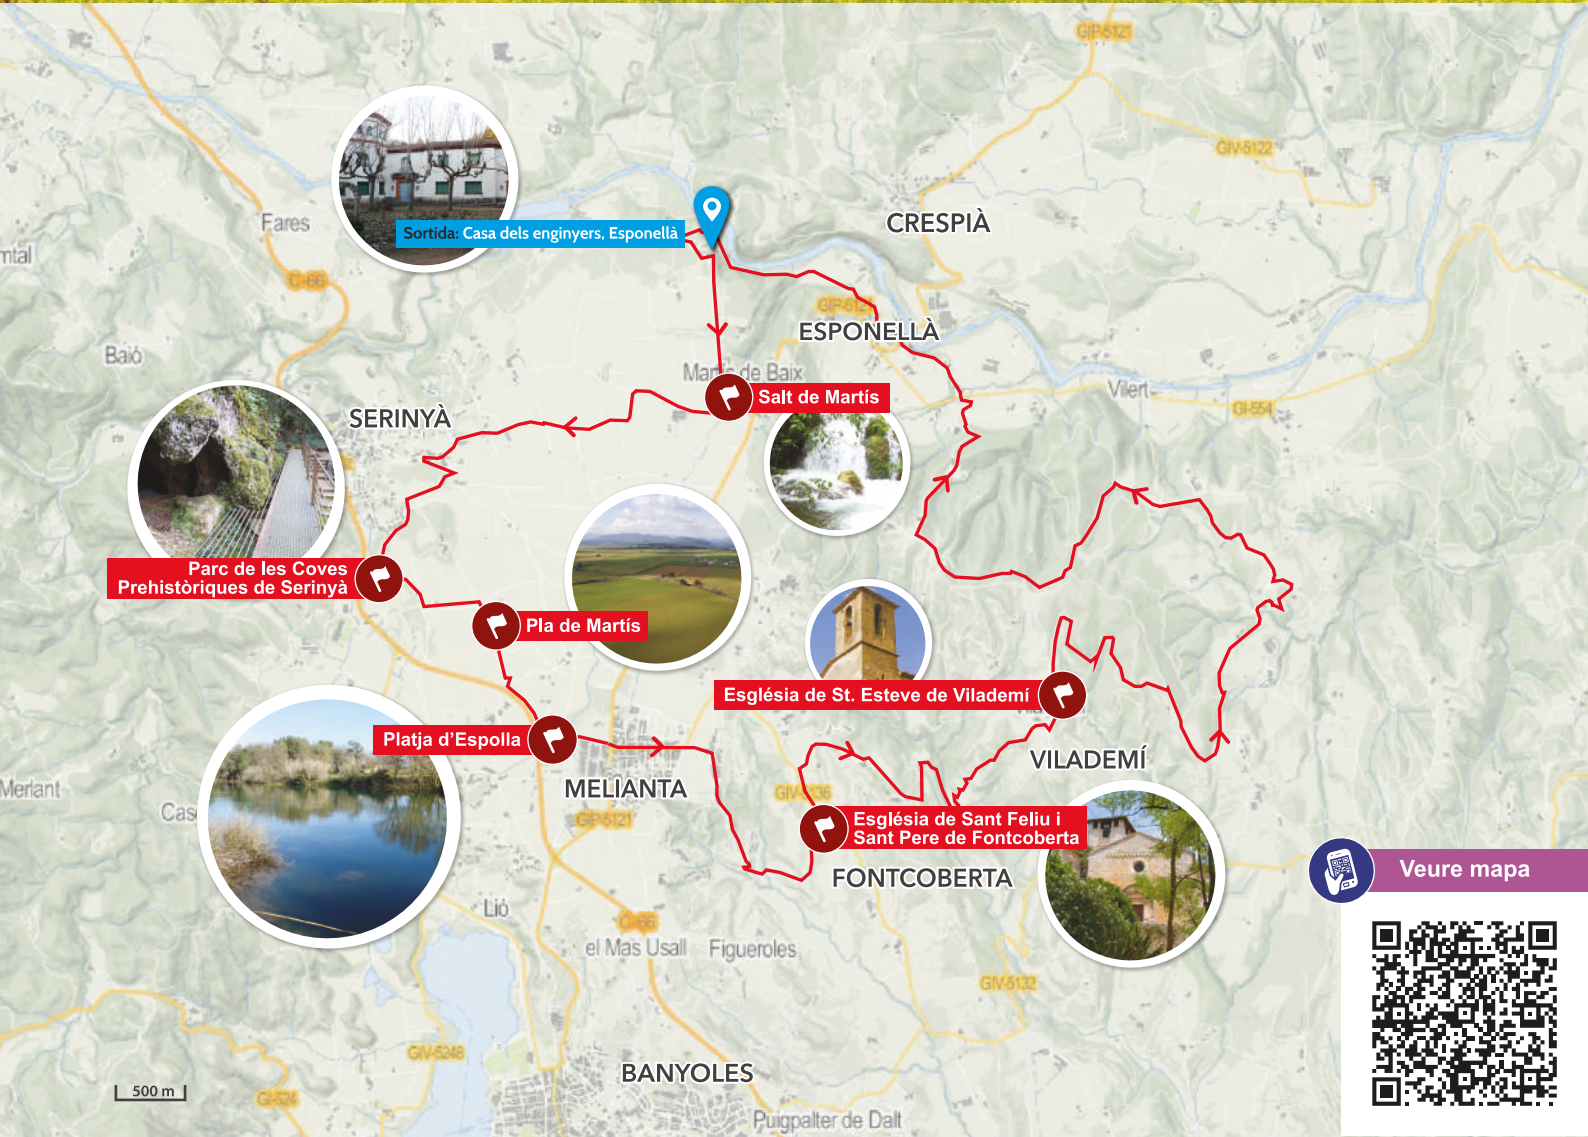 GIP-5121
GIV-5122
Fares
Sortida: Casa dels enginyers, Esponellà
CRESPIÀ
C-66
GIP-5121
ESPONELLÀ
Baió
Martís de Baix
Vilert
GI-554
Salt de Martís
SERINYÀ
Parc de les Coves
Prehistòriques de Serinyà
Pla de Martís
Església de St. Esteve de Vilademí
Platja d'Espolla
VILADEMÍ
MELIANTA
Merlant
GIV-5136
GIP-5121
Església de Sant Feliu i
Sant Pere de Fontcoberta
FONTCOBERTA
Veure mapa
Lió
C-66
el Mas Usall
Figueroles
GIV-5132
GIV-5248
BANYOLES
500 m
GI-524
Puigpalter de Dalt